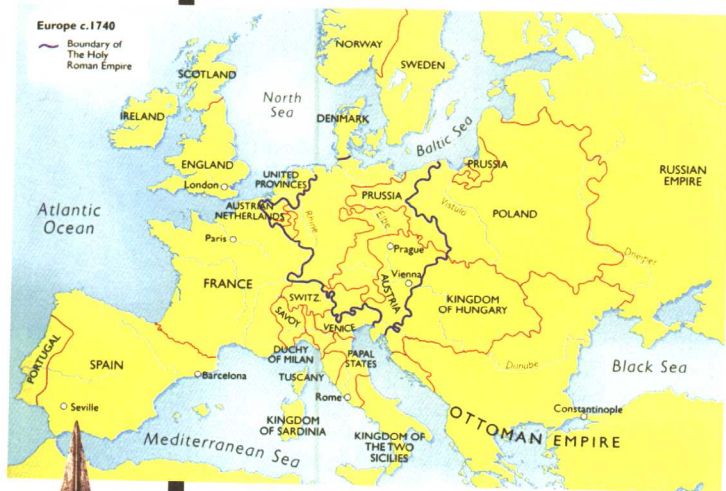 Europe c.1740
Boundary of
The Holy
Roman Empire
NORWAY
SWEDEN
SCOTLAND
North
Sea
IRELAND
DENMARK
Baltic Sea
ENGLAND
London
UNITED
PROVINCES
PRUSSIA
PRUSSIA
RUSSIAN
EMPIRE
Atlantic
Ocean
AUSTRIAN
NETHERLANDS
Rhine
Elbe
Vistula
POLAND
Paris
Prague
Dnieper
FRANCE
Vienna
AUSTRIA
SWITZ.
SAVOY
VENICE
KINGDOM
OF HUNGARY
PORTUGAL
SPAIN
DUCHY
OF MILAN
PAPAL
STATES
Danube
Black Sea
Barcelona
TUSCANY
Seville
Rome
Constantinople
KINGDOM
OF SARDINIA
OTTOMAN EMPIRE
Mediterranean Sea
KINGDOM OF
THE TWO
SICILIES